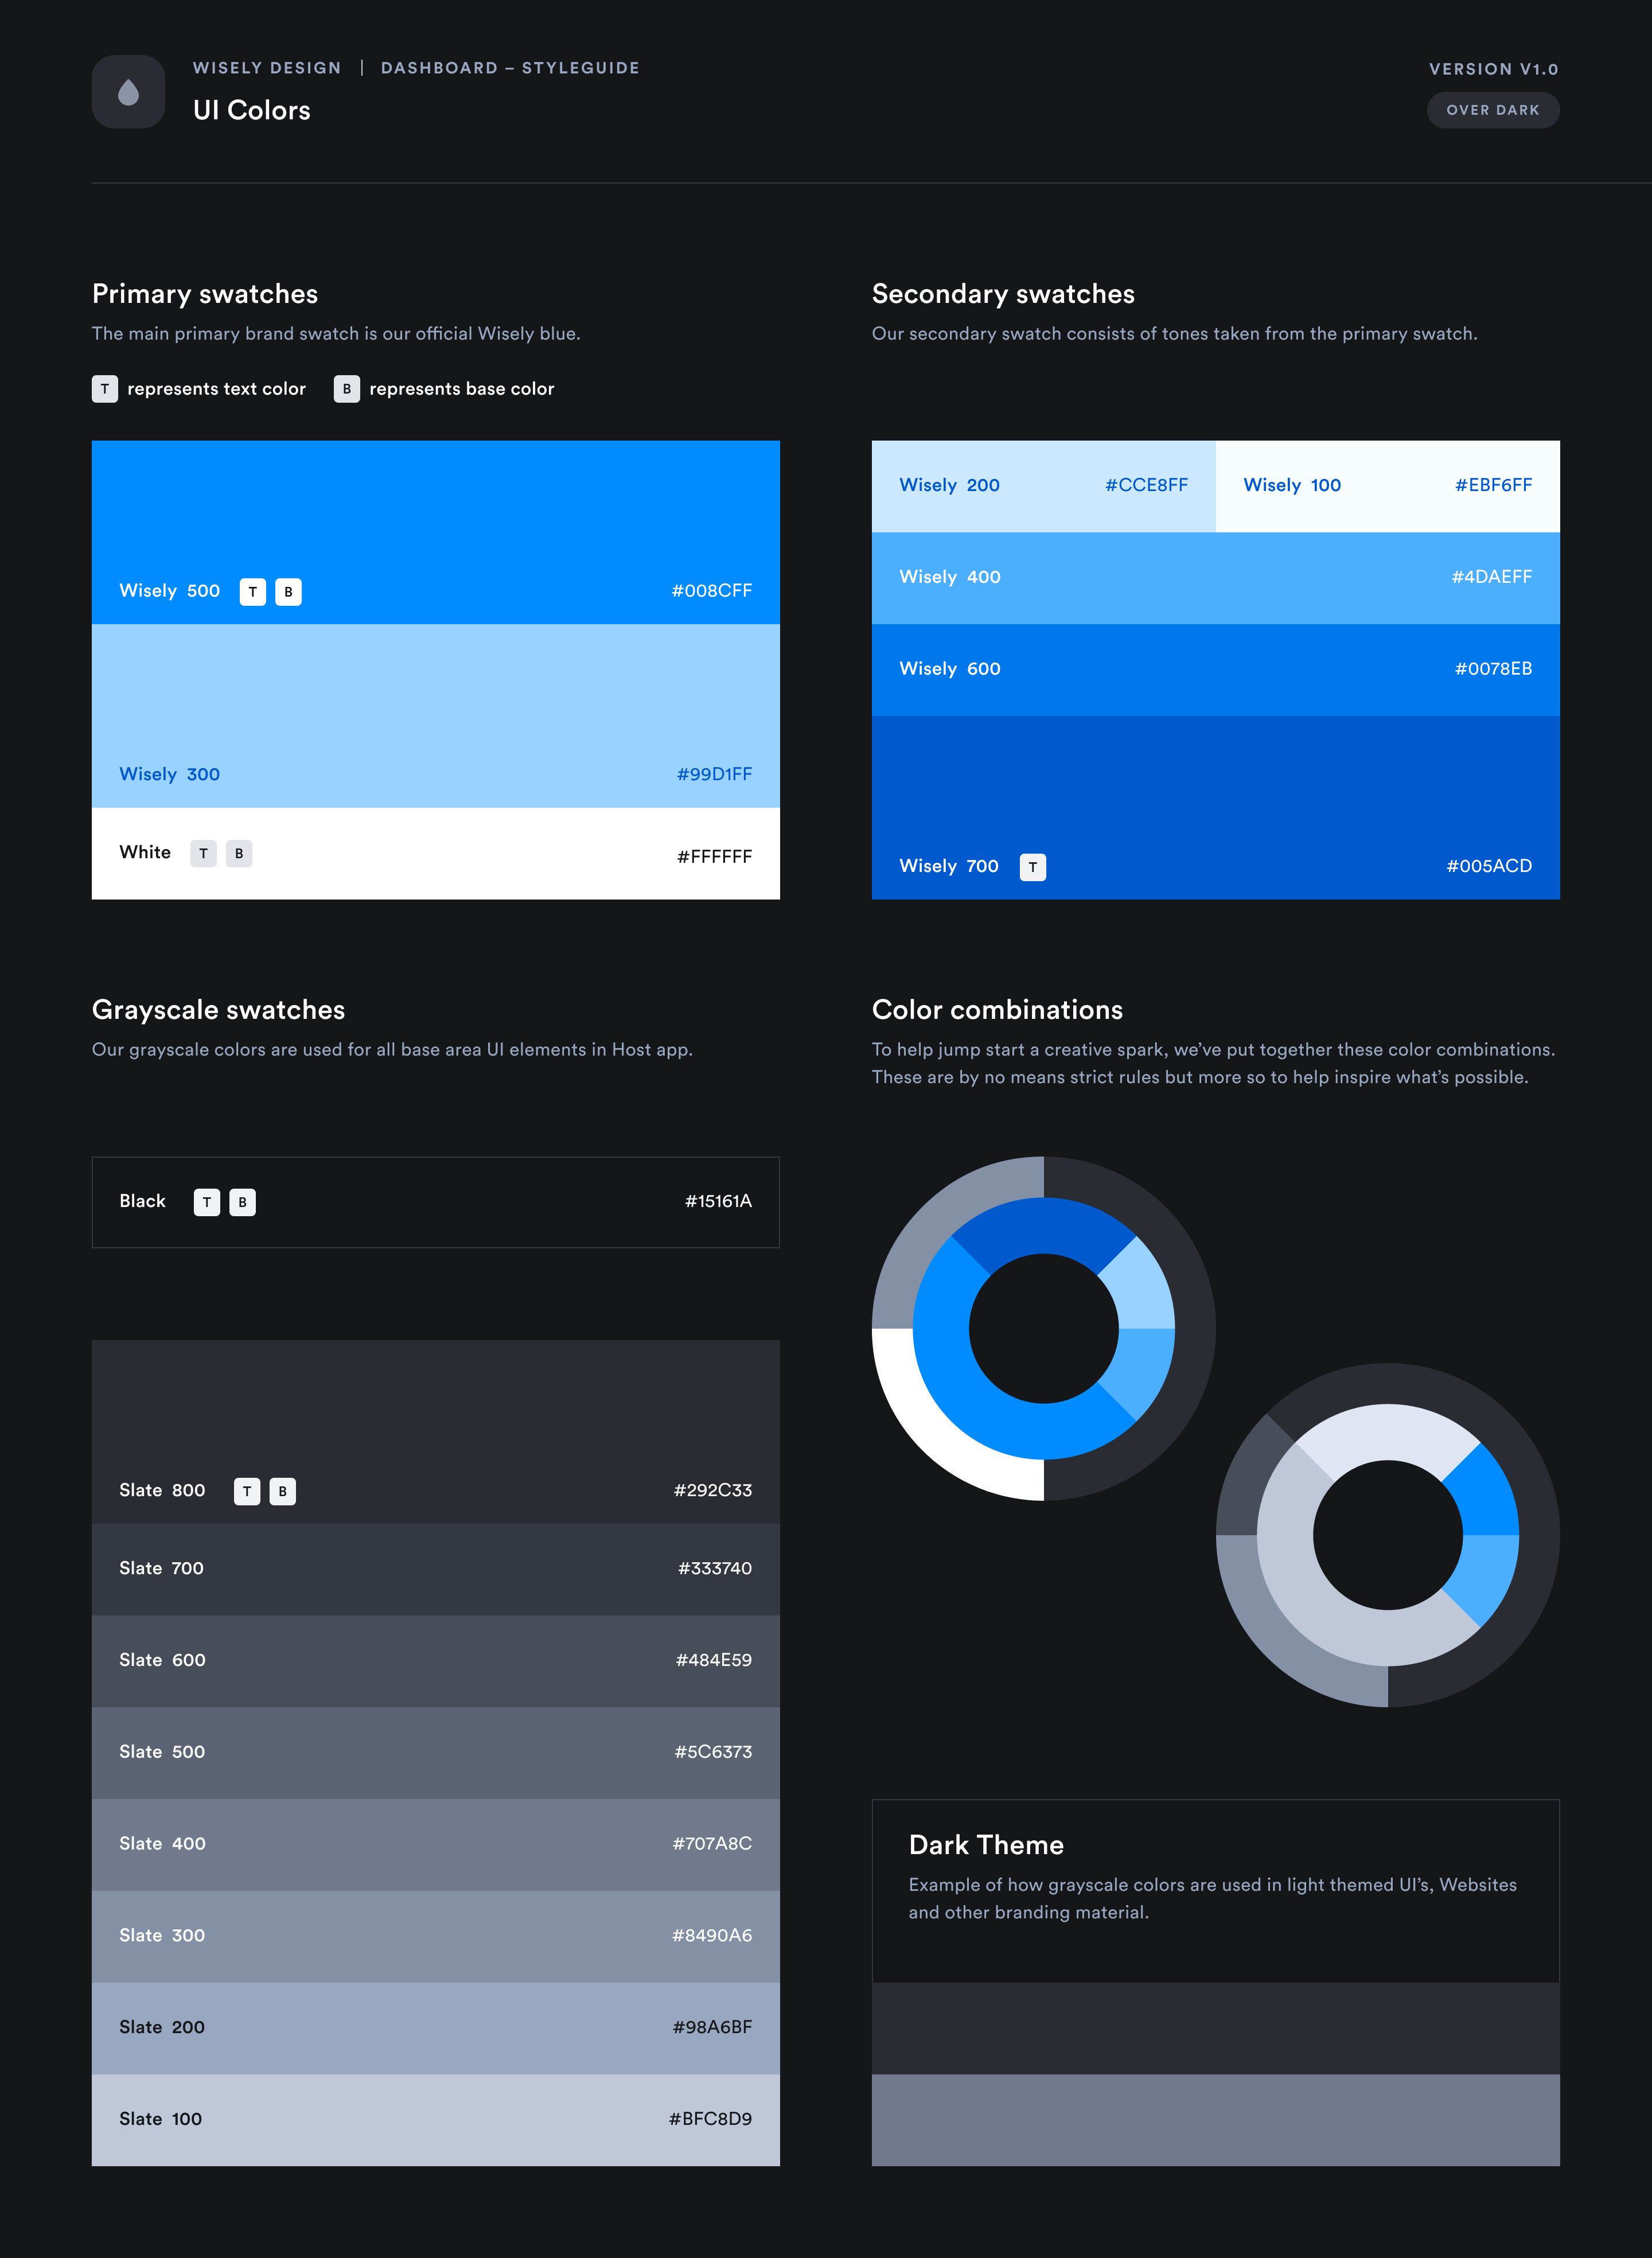 WISELY DESIGN | DASHBOARD – STYLEGUIDE
UI Colors
VERSION V1.0
OVER DARK
Primary swatches
The main primary brand swatch is our official Wisely blue.
T represents text color B represents base color
Wisely 500 T B #008CFF
Wisely 300 #99D1FF
White T B #FFFFFF
Secondary swatches
Our secondary swatch consists of tones taken from the primary swatch.
Wisely 200 #CCE8FF Wisely 100 #EBF6FF
Wisely 400 #4DAEFF
Wisely 600 #0078EB
Wisely 700 T #005ACD
Grayscale swatches
Our grayscale colors are used for all base area UI elements in Host app.
Black T B #15161A
Slate 800 T B #292C33
Slate 700 #333740
Slate 600 #484E59
Slate 500 #5C6373
Slate 400 #707A8C
Slate 300 #8490A6
Slate 200 #98A6BF
Slate 100 #BFC8D9
Color combinations
To help jump start a creative spark, we’ve put together these color combinations.
These are by no means strict rules but more so to help inspire what’s possible.
Dark Theme
Example of how grayscale colors are used in light themed UI’s, Websites
and other branding material.